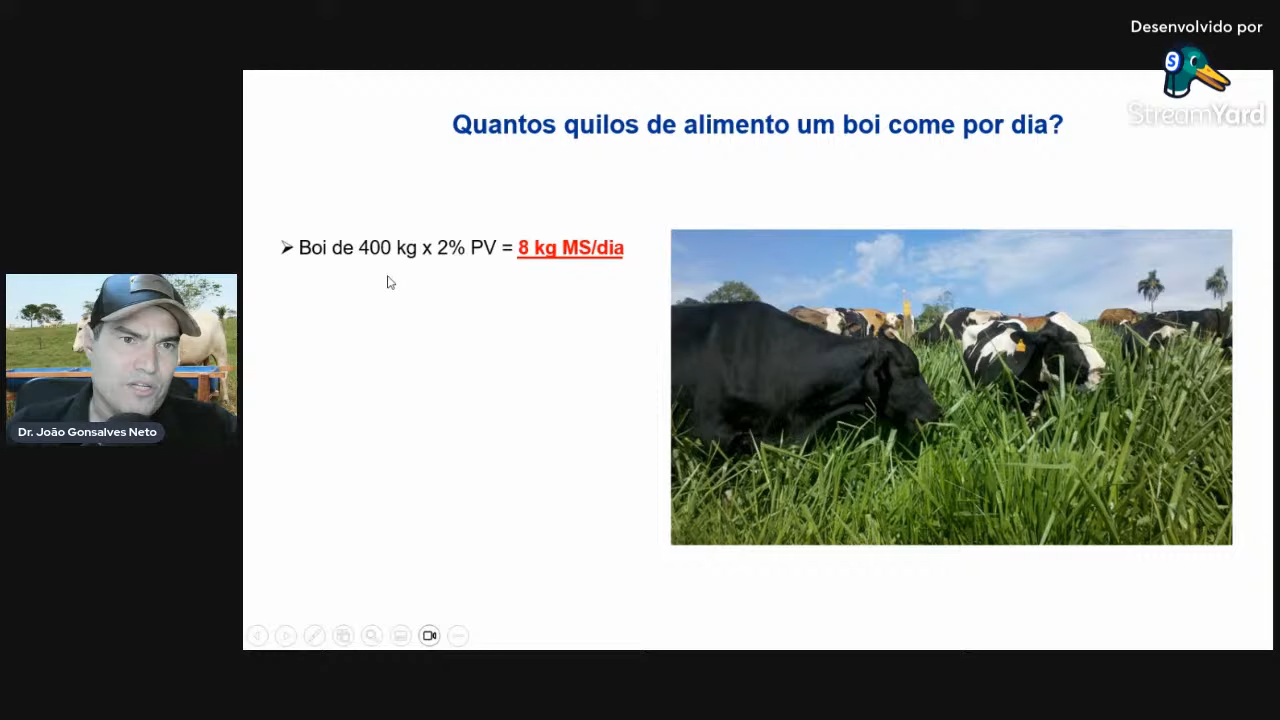 Desenvolvido por
StreamYard
Quantos quilos de alimento um boi come por dia?
➢ Boi de 400 kg x 2% PV = 8 kg MS/dia
Dr. João Gonsalves Neto